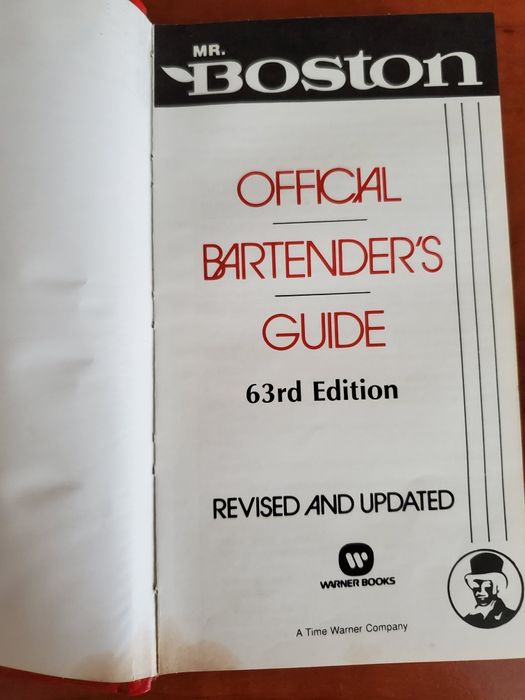 MR.
BOSTON
OFFICIAL
BARTENDER'S
GUIDE
63rd Edition
REVISED AND UPDATED
WARNER BOOKS
A Time Warner Company